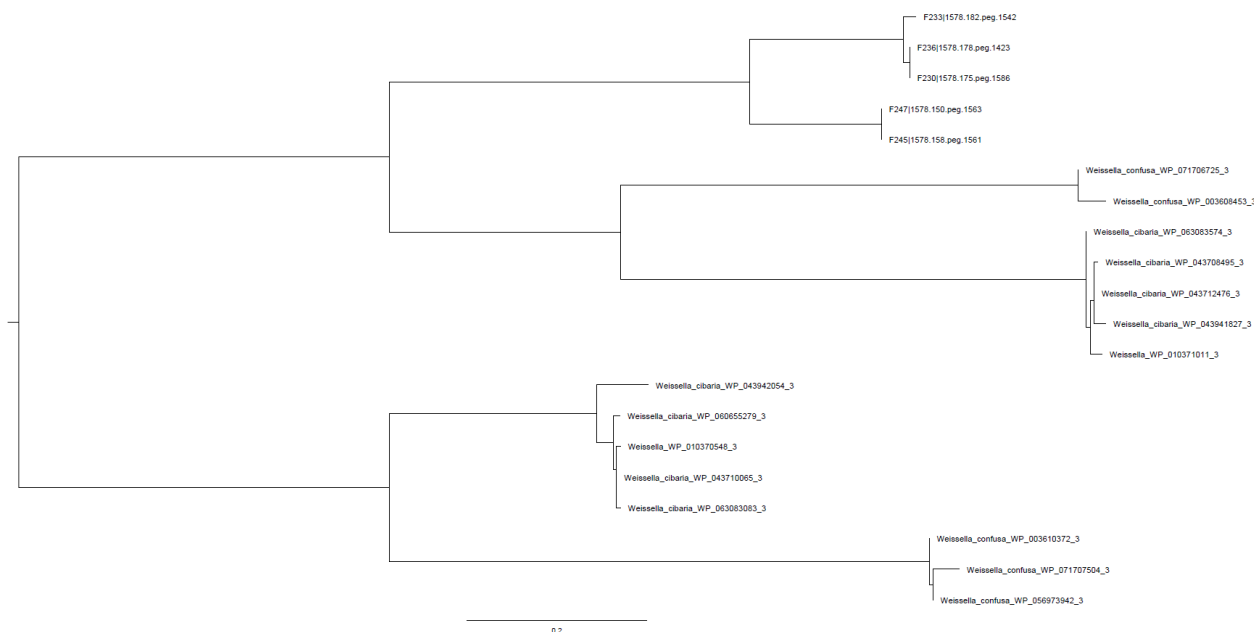 F233|1578.182.peg.1542
F236|1578.178.peg.1423
F230|1578.175.peg.1586
F247|1578.150.peg.1563
F245|1578.158.peg.1561
Weissella_confusa_WP_071706725_3
Weissella_confusa_WP_003608453_3
Weissella_cibaria_WP_063083574_3
Weissella_cibaria_WP_043708495_3
Weissella_cibaria_WP_043712476_3
Weissella_cibaria_WP_043941827_3
Weissella_WP_010371011_3
Weissella_cibaria_WP_043942054_3
Weissella_cibaria_WP_060655279_3
Weissella_WP_010370548_3
Weissella_cibaria_WP_043710065_3
Weissella_cibaria_WP_063083083_3
Weissella_confusa_WP_003610372_3
Weissella_confusa_WP_071707504_3
Weissella_confusa_WP_056973942_3
0.2